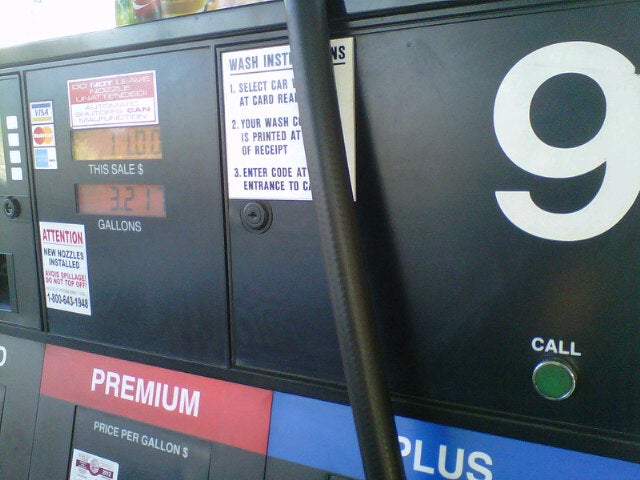 DO NOT LEAVE
NOZZLE
UNATTENDED!
AUTOMATIC
SHUTOFFS CAN
MALFUNCTION
VISA
11.00
THIS SALE $
3.21
GALLONS
WASH INST NS
1. SELECT CAR
AT CARD REA
2. YOUR WASH
IS PRINTED AT
OF RECEIPT
3. ENTER CODE AT
ENTRANCE TO
9
ATTENTION
NEW NOZZLES
INSTALLED
AVOID SPILLAGE!
DO NOT TOP OFF!
1-800-643-1948
CALL
PREMIUM
PRICE PER GALLON $
PLUS